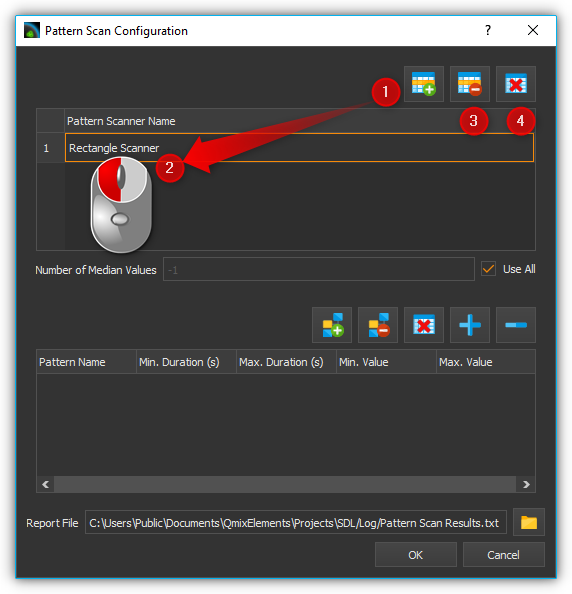 Pattern Scan Configuration
?
1
3
4
Pattern Scanner Name
1
Rectangle Scanner
2
Number of Median Values
-1
Use All
Pattern Name
Min. Duration (s)
Max. Duration (s)
Min. Value
Max. Value
Report File
C:\Users\Public\Documents\QmixElements\Projects\SDL/Log/Pattern Scan Results.txt
OK
Cancel